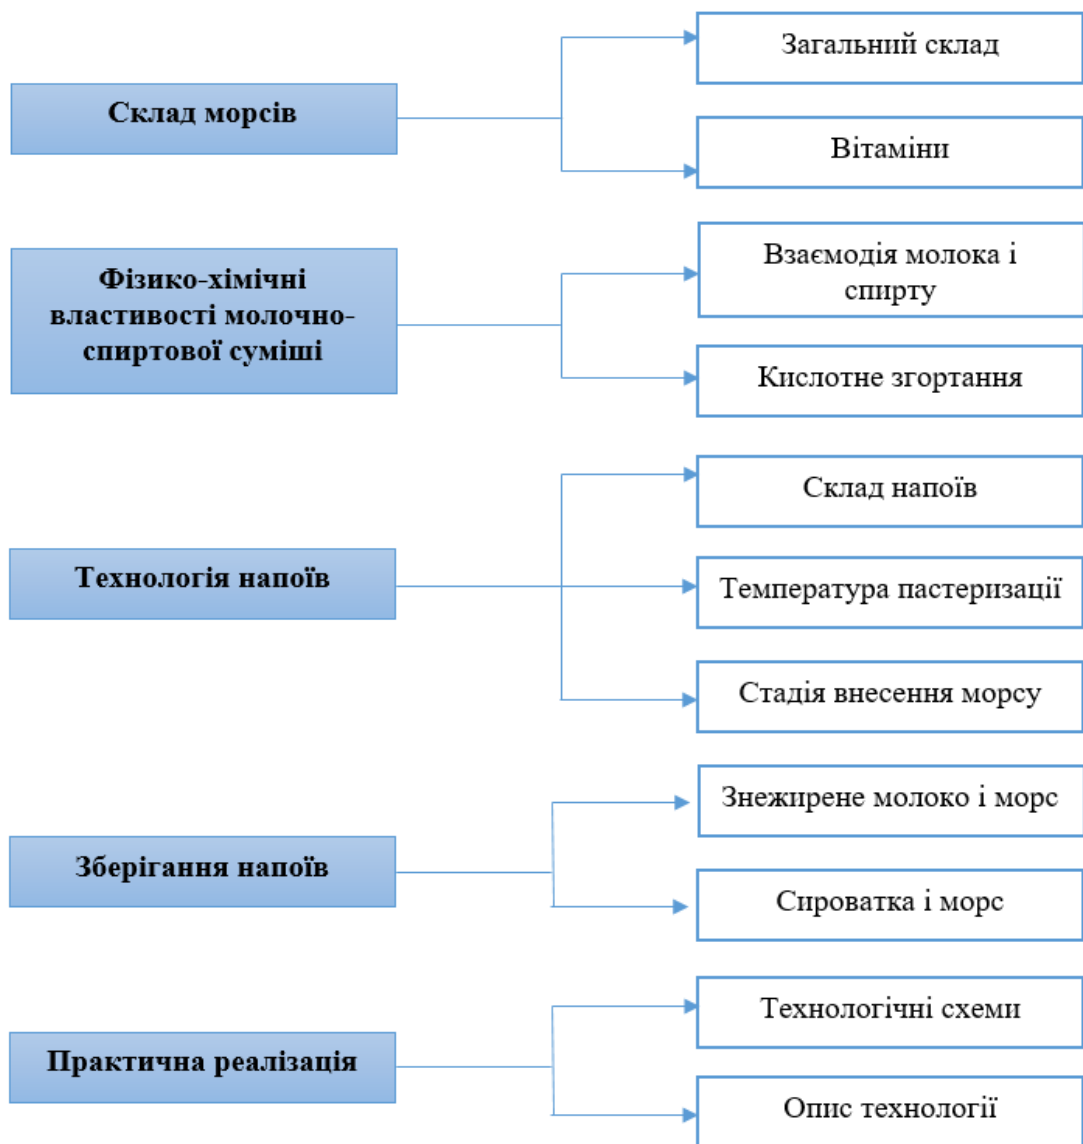 Загальний склад
Склад морсів
Вітаміни
Взаємодія молока і
спирту
Фізико-хімічні
властивості молочно-
спиртової суміші
Кислотне згортання
Склад напоїв
Технологія напоїв
Температура пастеризації
Стадія внесення морсу
Знежирене молоко і морс
Зберігання напоїв
Сироватка і морс
Технологічні схеми
Практична реалізація
Опис технології